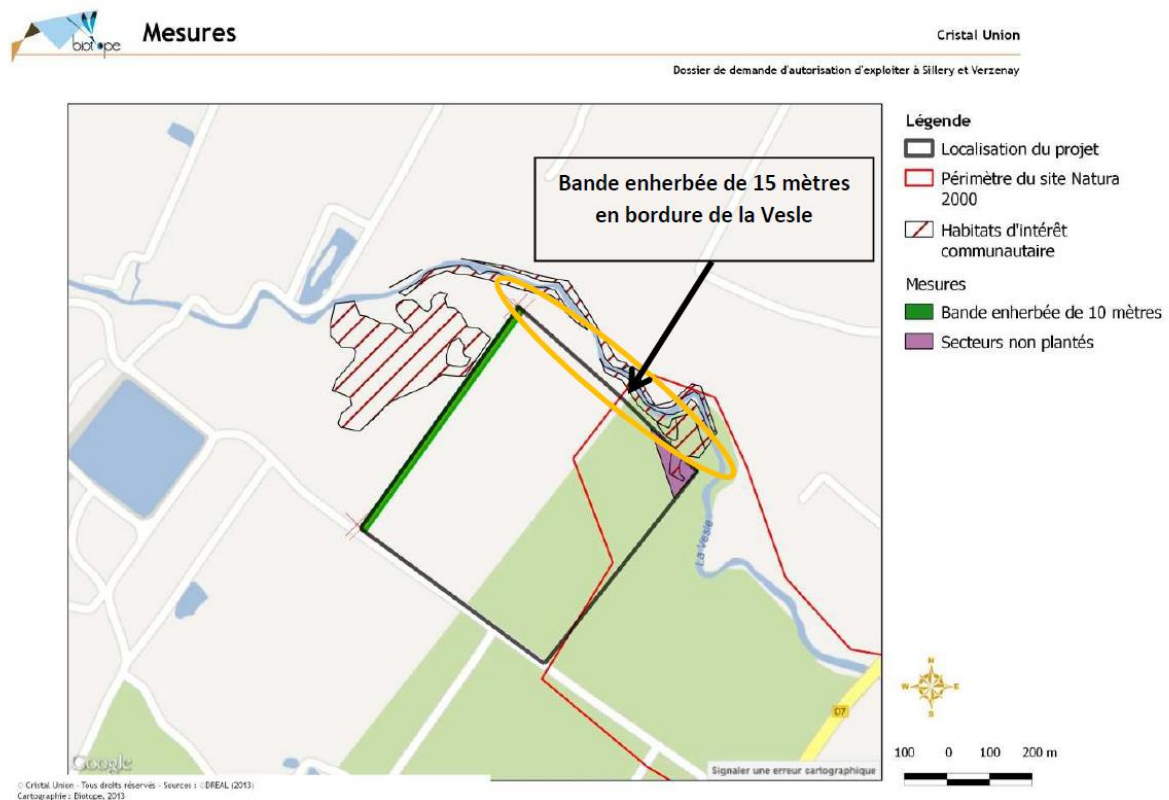 biotope
Mesures
Cristal Union
Dossier de demande d'autorisation d'exploiter à Sillery et Verzenay
Bande enherbée de 15 mètres
en bordure de la Vesle
Légende
Localisation du projet
Périmètre du site Natura
2000
Habitats d'intérêt
communautaire
Mesures
Bande enherbée de 10 mètres
Secteurs non plantés
La Vesle
D7
N
W E
S
100 0 100 200 m
Google
Signaler une erreur cartographique
© Cristal Union - Tous droits réservés - Sources : ©DREAL (2013)
Cartographie : Biotope, 2013